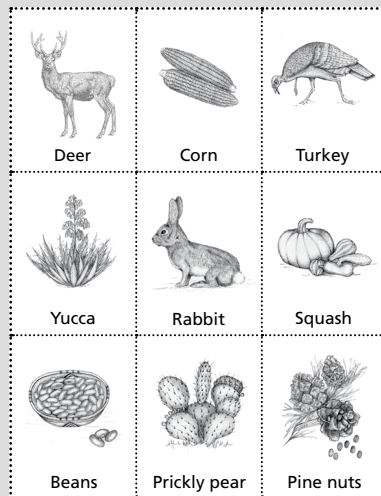 Deer
Corn
Turkey
Yucca
Rabbit
Squash
Beans
Prickly pear
Pine nuts